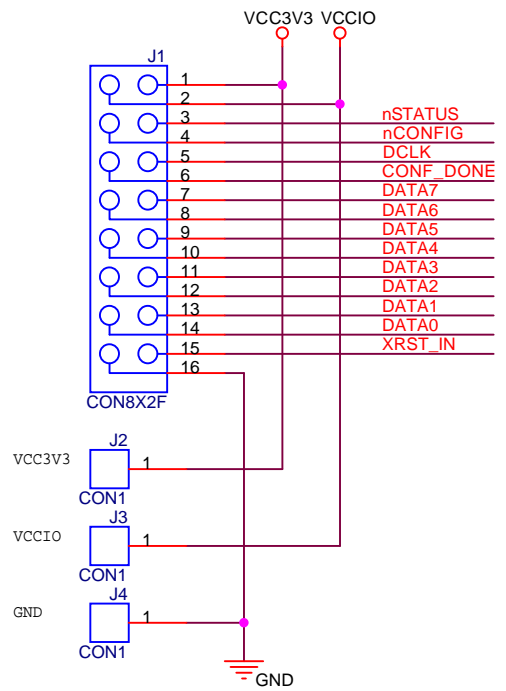 VCC3V3 VCCIO
J1
1
2
3 nSTATUS
4 nCONFIG
5 DCLK
6 CONF_DONE
7 DATA7
8 DATA6
9 DATA5
10 DATA4
11 DATA3
12 DATA2
13 DATA1
14 DATA0
15 XRST_IN
16
CON8X2F
J2
VCC3V3 1
CON1
J3
VCCIO 1
CON1
J4
GND 1
CON1
GND